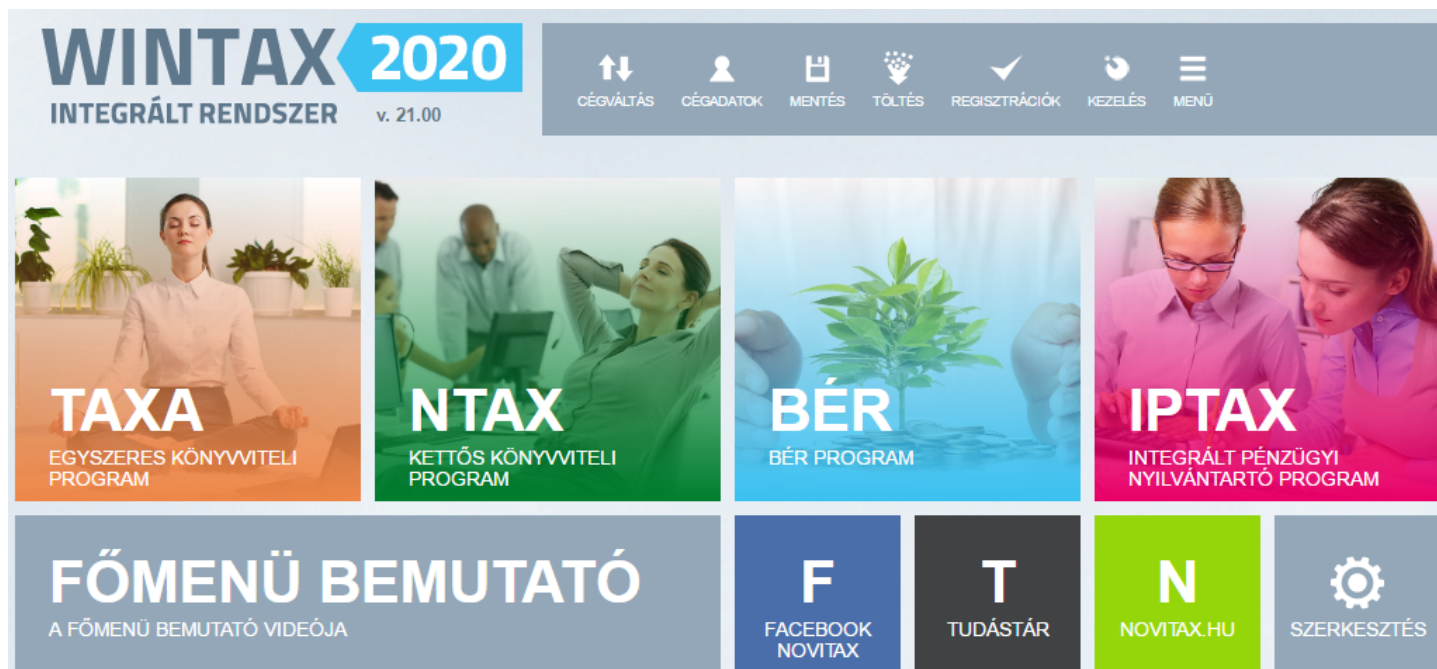 WINTAX 2020
INTEGRÁLT RENDSZER v. 21.00
CÉGVÁLTÁS CÉGADATOK MENTÉS TÖLTÉS REGISZTRÁCIÓK KEZELÉS MENÜ
TAXA
EGYSZERES KÖNYVVITELI
PROGRAM
NTAX
KETTŐS KÖNYVVITELI
PROGRAM
BÉR
BÉR PROGRAM
IPTAX
INTEGRÁLT PÉNZÜGYI
NYILVÁNTARTÓ PROGRAM
FŐMENÜ BEMUTATÓ
A FŐMENÜ BEMUTATÓ VIDEÓJA
F
FACEBOOK
NOVITAX
T
TUDÁSTÁR
N
NOVITAX.HU
SZERKESZTÉS